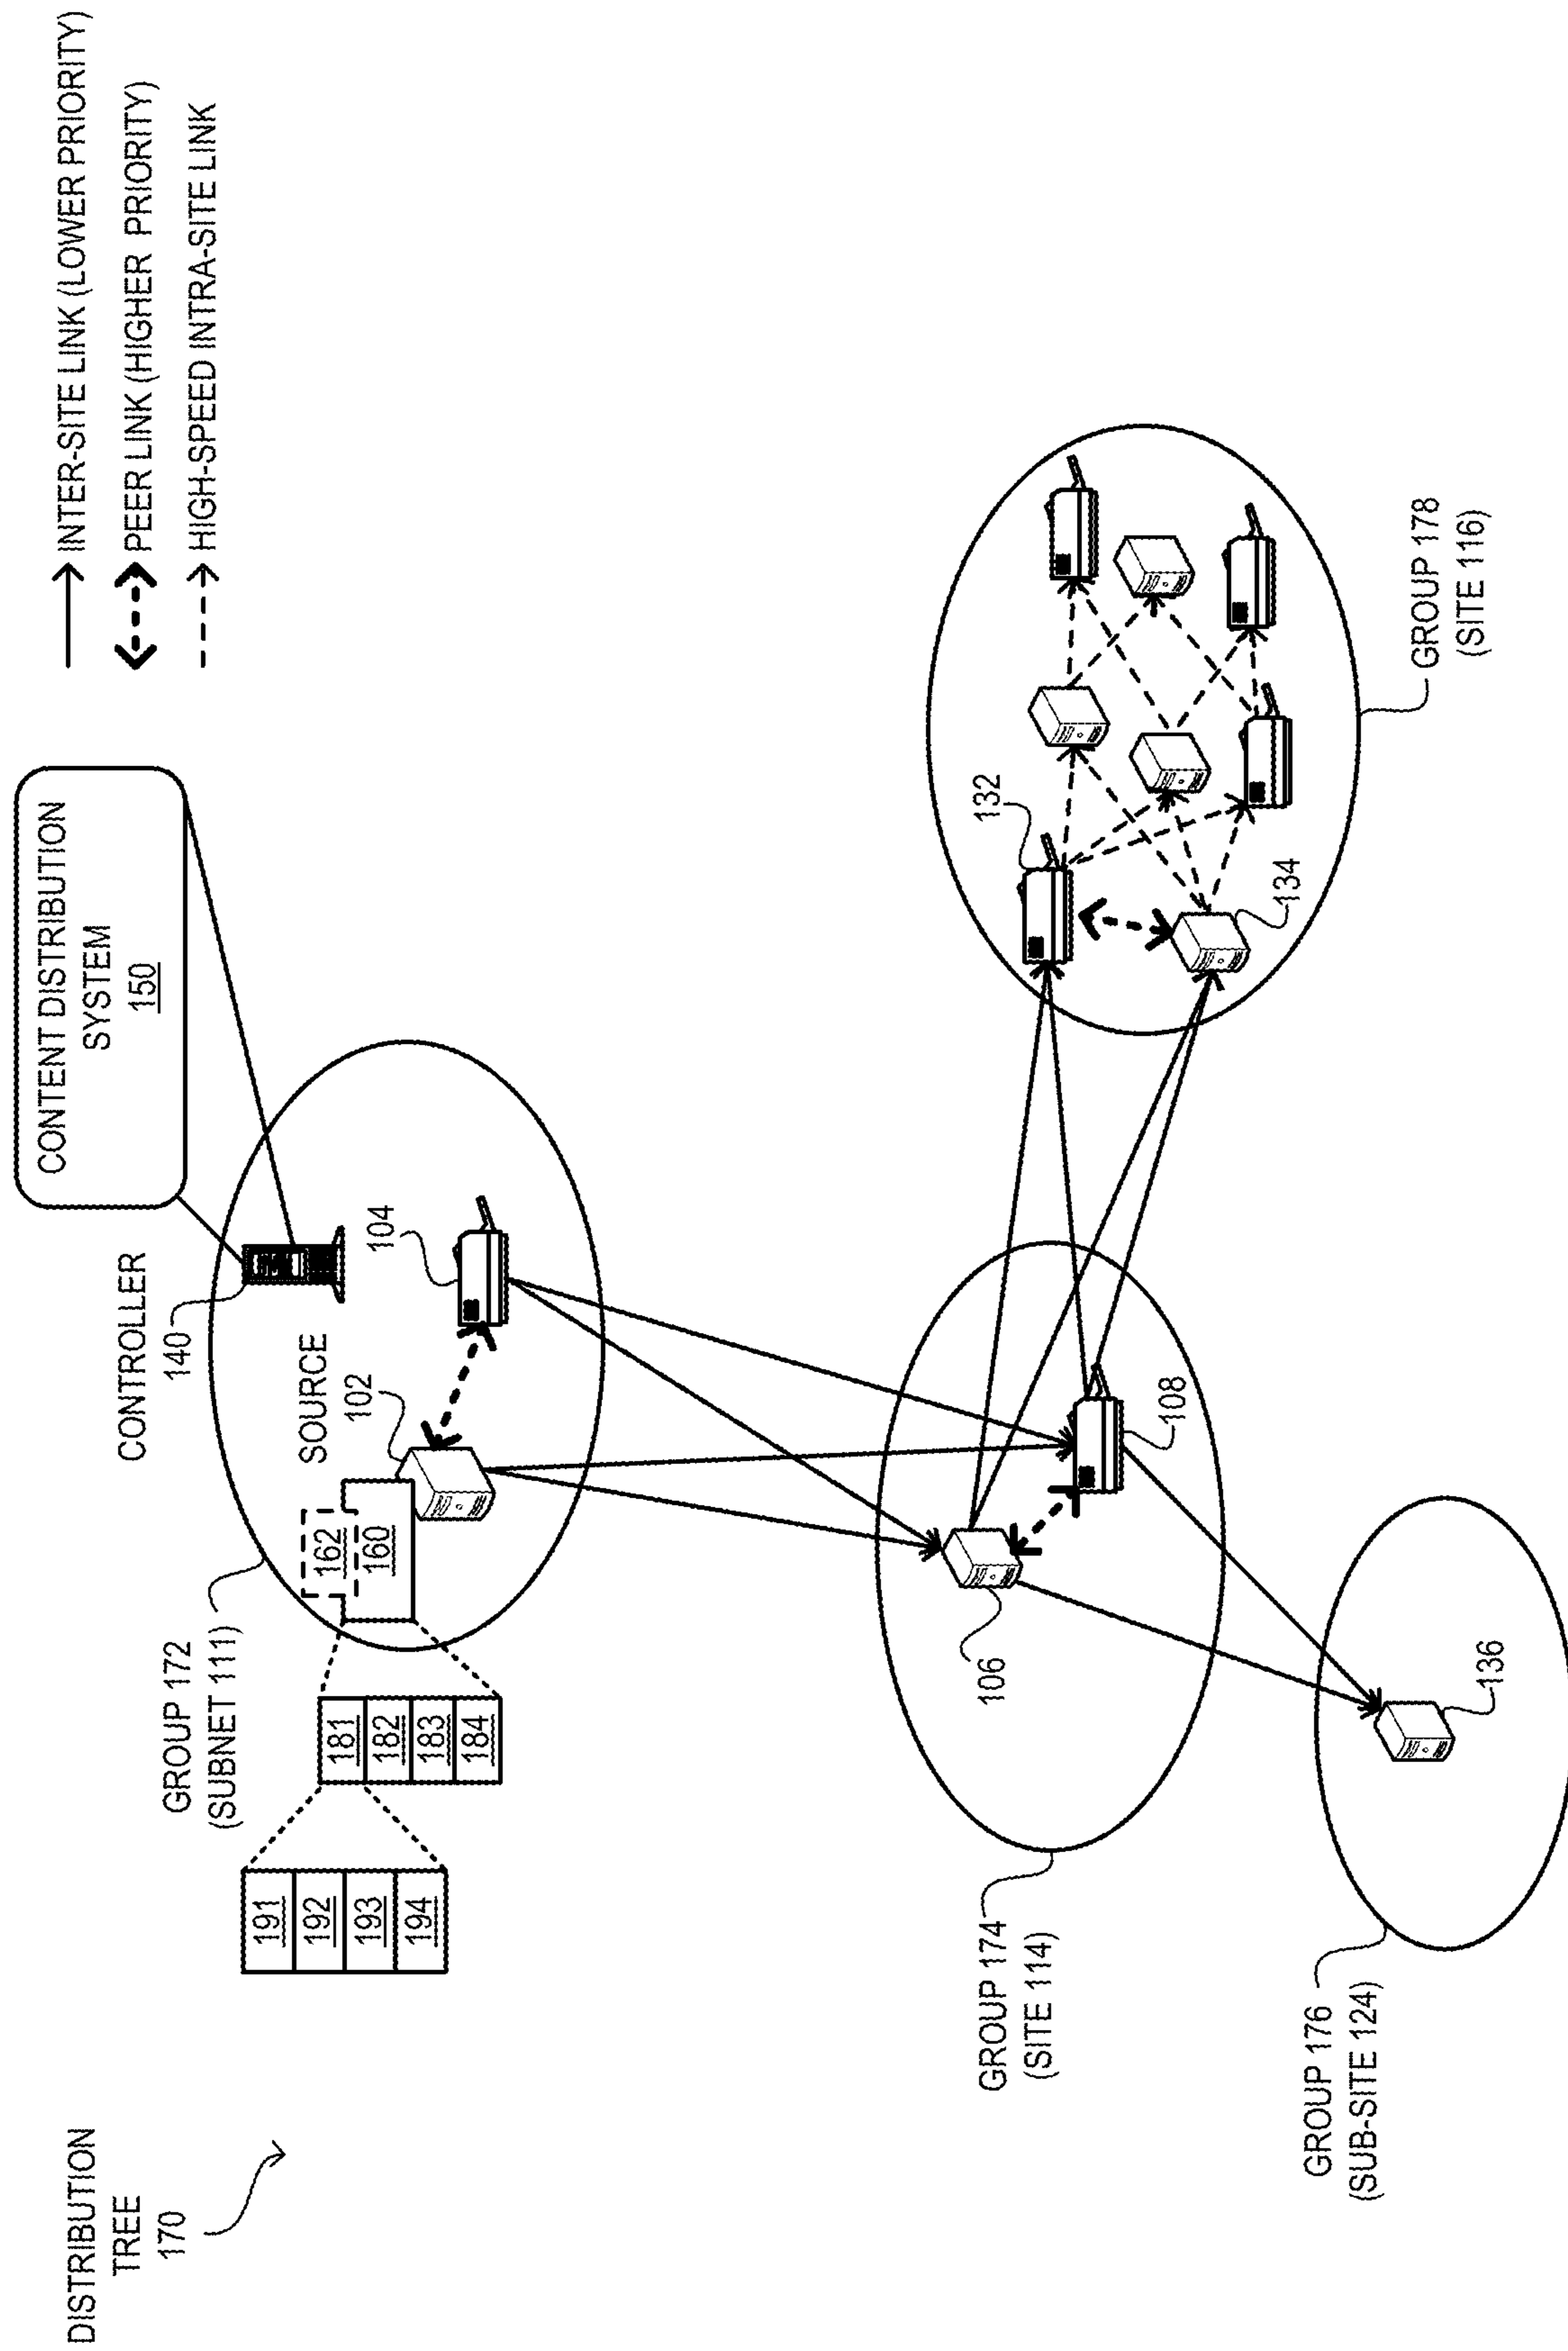 DISTRIBUTION
TREE
170
CONTENT DISTRIBUTION
SYSTEM
150
INTER-SITE LINK (LOWER PRIORITY)
PEER LINK (HIGHER PRIORITY)
HIGH-SPEED INTRA-SITE LINK
CONTROLLER
140
GROUP 172
(SUBNET 111)
SOURCE
102
104
162
160
181
182
183
184
191
192
193
194
GROUP 174
(SITE 114)
106
108
132
134
GROUP 178
(SITE 116)
GROUP 176
(SUB-SITE 124)
136